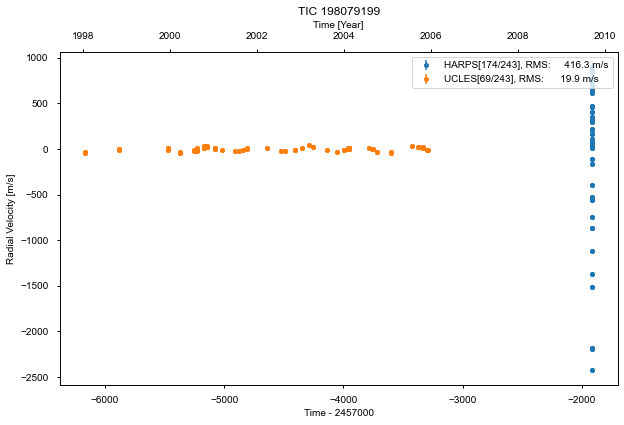 TIC 198079199
Time [Year]
1998 2000 2002 2004 2006 2008 2010
HARPS[174/243], RMS: 416.3 m/s
UCLES[69/243], RMS: 19.9 m/s
1000
500
0
−500
−1000
−1500
−2000
−2500
Radial Velocity [m/s]
−6000 −5000 −4000 −3000 −2000
Time - 2457000